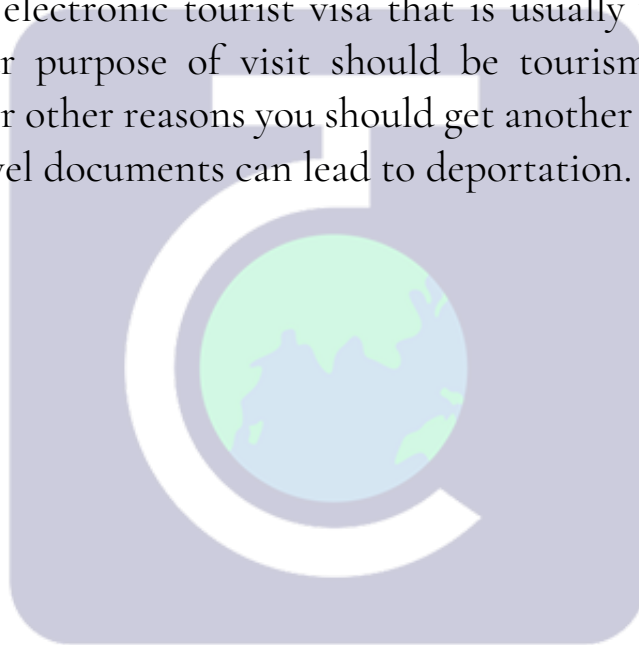 electronic tourist visa that is usually
r purpose of visit should be tourism
r other reasons you should get another
vel documents can lead to deportation.